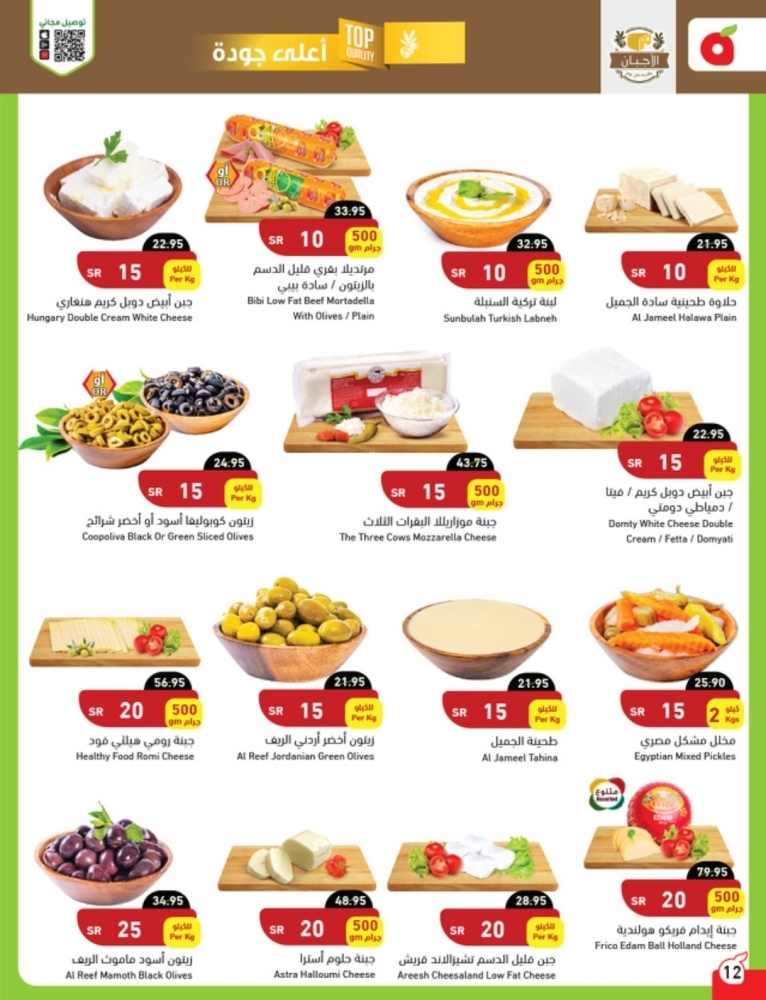 توصيل مجاني
أعلى جودة
TOP
QUALITY
الأجبان
22.95
SR 15 للكيلو Per Kg
جبن أبيض دوبل كريم هنغاري
Hungary Double Cream White Cheese
أو
OR
33.95
SR 10 500 gm جرام
مرتديلا بقري قليل الدسم
بالزيتون / سادة بيبي
Bibi Low Fat Beef Mortadella
With Olives / Plain
32.95
SR 10 500 gm جرام
لبنة تركية السنبلة
Sunbulah Turkish Labneh
21.95
SR 10 للكيلو Per Kg
حلاوة طحينية سادة الجميل
Al Jameel Halawa Plain
أو
OR
24.95
SR 15 للكيلو Per Kg
زيتون كوبوليفا أسود أو أخضر شرائح
Coopoliva Black Or Green Sliced Olives
43.75
SR 15 500 gm جرام
جبنة موزاريللا البقرات الثلاث
The Three Cows Mozzarella Cheese
22.95
SR 15 للكيلو Per Kg
جبن أبيض دوبل كريم / فيتا
/ دمياطي دومتي
Domty White Cheese Double
Cream / Fetta / Domyati
56.95
SR 20 500 gm جرام
جبنة رومي هيلثي فود
Healthy Food Romi Cheese
21.95
SR 15 للكيلو Per Kg
زيتون أخضر أردني الريف
Al Reef Jordanian Green Olives
21.95
SR 15 للكيلو Per Kg
طحينة الجميل
Al Jameel Tahina
25.90
SR 15 2 كيلو Kgs
مخلل مشكل مصري
Egyptian Mixed Pickles
34.95
SR 25 للكيلو Per Kg
زيتون أسود ماموث الريف
Al Reef Mamoth Black Olives
48.95
SR 20 500 gm جرام
جبنة حلوم أسترا
Astra Halloumi Cheese
28.95
SR 20 للكيلو Per Kg
جبن قليل الدسم تشيزالاند قريش
Areesh Cheesaland Low Fat Cheese
متنوع
Assorted
EDAM
79.95
SR 20 500 gm جرام
جبنة إيدام فريكو هولندية
Frico Edam Ball Holland Cheese
12